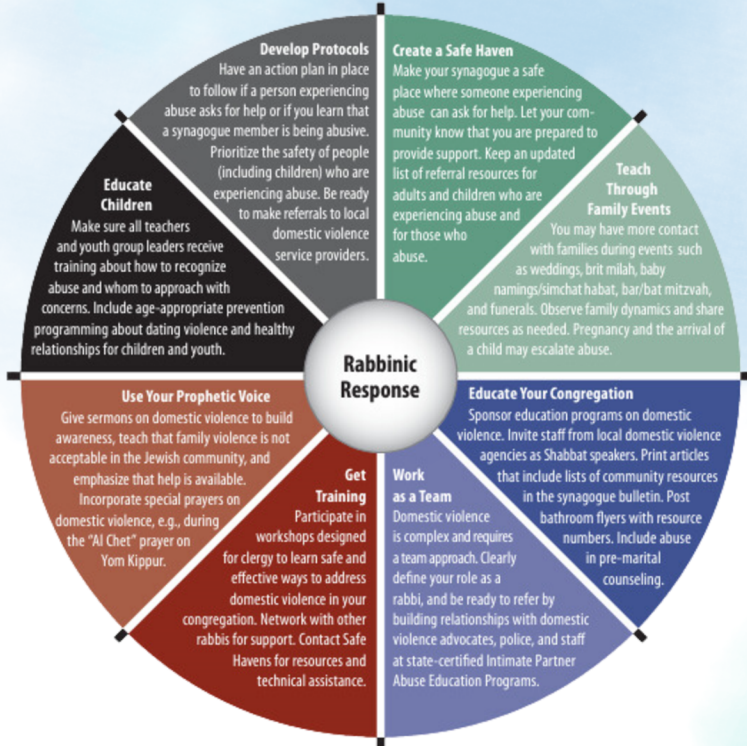 Develop Protocols
Have an action plan in place
to follow if a person experiencing
abuse asks for help or if you learn that
a synagogue member is being abusive.
Prioritize the safety of people
(including children) who are
experiencing abuse. Be ready
to make referrals to local
domestic violence
service providers.
Create a Safe Haven
Make your synagogue a safe
place where someone experiencing
abuse can ask for help. Let your com-
munity know that you are prepared to
provide support. Keep an updated
list of referral resources for
adults and children who are
experiencing abuse and
for those who
abuse.
Teach
Through
Family Events
You may have more contact
with families during events such
as weddings, brit milah, baby
namings/simchat habat, bar/bat mitzvah,
and funerals. Observe family dynamics and share
resources as needed. Pregnancy and the arrival of
a child may escalate abuse.
Educate Your Congregation
Sponsor education programs on domestic
violence. Invite staff from local domestic violence
agencies as Shabbat speakers. Print articles
that include lists of community resources
in the synagogue bulletin. Post
bathroom flyers with resource
numbers. Include abuse
in pre-marital
counseling.
Work
as a Team
Domestic violence
is complex and requires
a team approach. Clearly
define your role as a
rabbi, and be ready to refer by
building relationships with domestic
violence advocates, police, and staff
at state-certified Intimate Partner
Abuse Education Programs.
Get
Training
Participate in
workshops designed
for clergy to learn safe and
effective ways to address
domestic violence in your
congregation. Network with other
rabbis for support. Contact Safe
Havens for resources and
technical assistance.
Use Your Prophetic Voice
Give sermons on domestic violence to build
awareness, teach that family violence is not
acceptable in the Jewish community, and
emphasize that help is available.
Incorporate special prayers on
domestic violence, e.g., during
the "Al Chet" prayer on
Yom Kippur.
Educate
Children
Make sure all teachers
and youth group leaders receive
training about how to recognize
abuse and whom to approach with
concerns. Include age-appropriate prevention
programming about dating violence and healthy
relationships for children and youth.
Rabbinic
Response